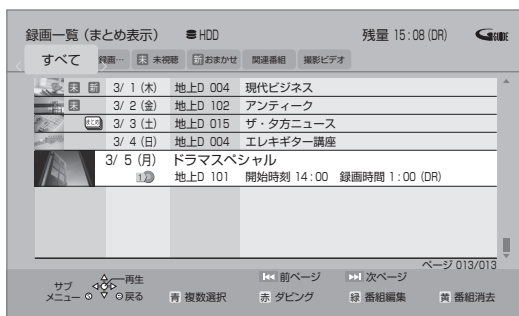 録画一覧(まとめ表示) HDD 残量 15:08(DR) GGUIDE
すべて 録画… 未 未視聴 新 おまかせ 関連番組 撮影ビデオ
未 新 3/ 1(木) 地上D 004 現代ビジネス
未 3/ 2(金) 地上D 102 アンティーク
まとめ 3/ 3(土) 地上D 015 ザ・夕方ニュース
3/ 4(日) 地上D 004 エレキギター講座
3/ 5(月) ドラマスペシャル
1 地上D 101 開始時刻 14:00 録画時間 1:00(DR)
ページ 013/013
サブメニュー 再生 戻る 前ページ 次ページ
青 複数選択 赤 ダビング 緑 番組編集 黄 番組消去